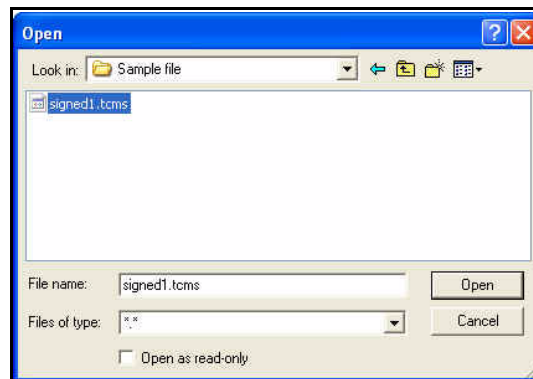 Open
Look in: Sample file
signed1.tcms
File name: signed1.tcms Open
Files of type: *.* Cancel
Open as read-only